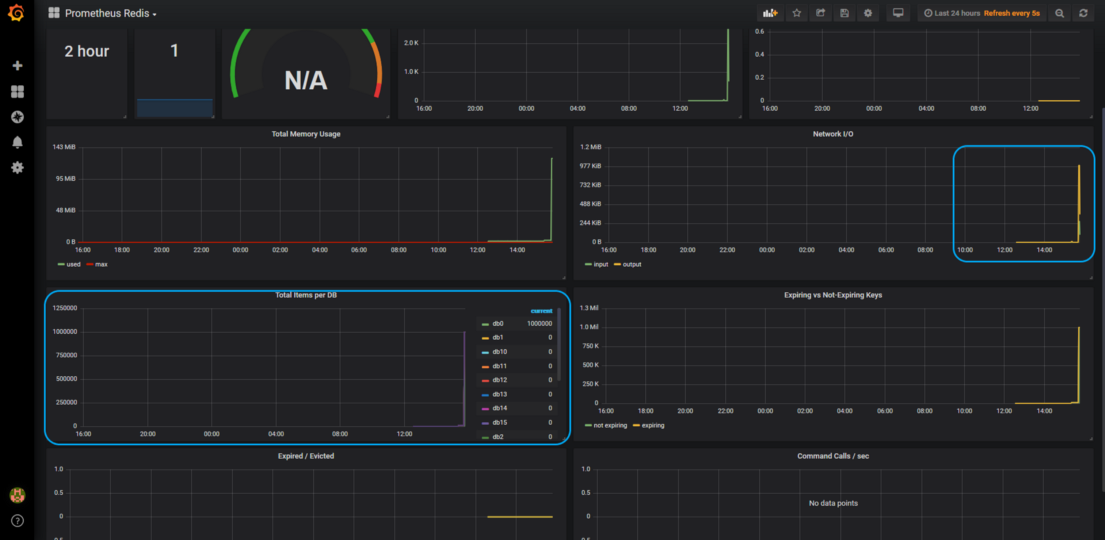 Prometheus Redis
Last 24 hours Refresh every 5s
2 hour
1
N/A
2.0 K
1.0 K
0
16:00 20:00 00:00 04:00 08:00 12:00
0.6
0.4
0.2
0
16:00 20:00 00:00 04:00 08:00 12:00
Total Memory Usage
143 MiB
95 MiB
48 MiB
0 B
16:00 18:00 20:00 22:00 00:00 02:00 04:00 06:00 08:00 10:00 12:00 14:00
used max
Network I/O
1.2 MiB
977 KiB
732 KiB
488 KiB
244 KiB
0 B
16:00 18:00 20:00 22:00 00:00 02:00 04:00 06:00 08:00 10:00 12:00 14:00
input output
Total Items per DB
1250000
1000000
750000
500000
250000
0
16:00 20:00 00:00 04:00 08:00 12:00
current
db0 1000000
db1 0
db10 0
db11 0
db12 0
db13 0
db14 0
db15 0
db2 0
Expiring vs Not-Expiring Keys
1.3 Mil
1.0 Mil
750 K
500 K
250 K
0
16:00 18:00 20:00 22:00 00:00 02:00 04:00 06:00 08:00 10:00 12:00 14:00
not expiring expiring
Expired / Evicted
1.0
0.5
0
Command Calls / sec
1.0
0.5
0
No data points